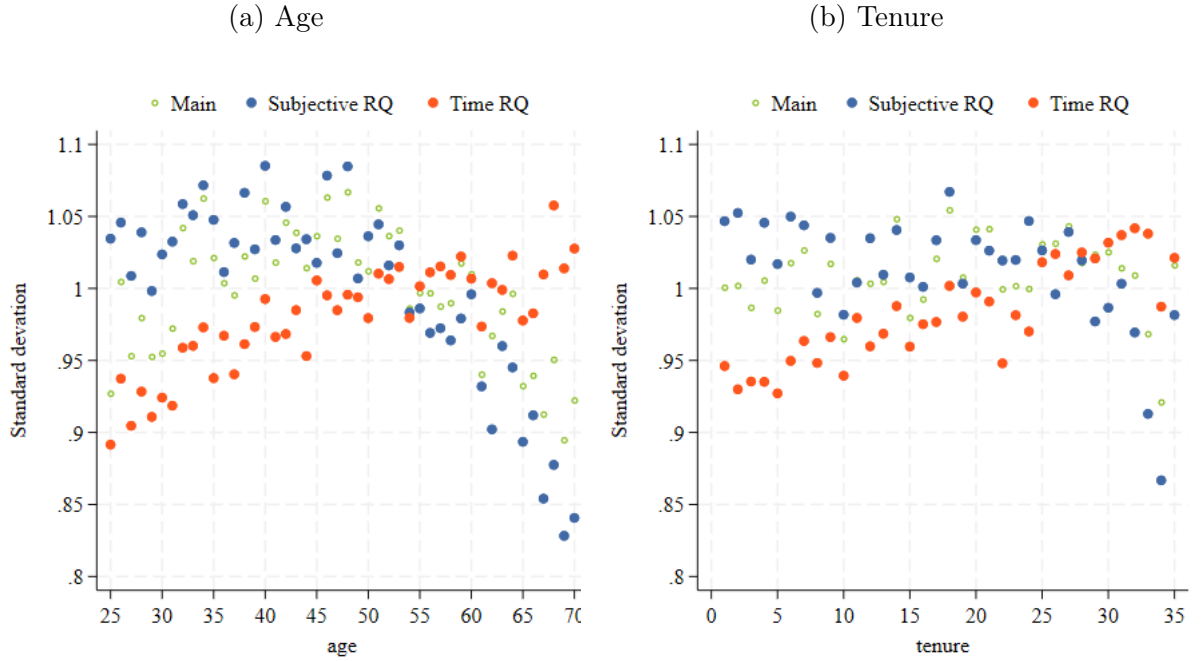 (a) Age
Main Subjective RQ Time RQ
Standard devation
1.1
1.05
1
.95
.9
.85
.8
25 30 35 40 45 50 55 60 65 70
age
(b) Tenure
Main Subjective RQ Time RQ
Standard devation
1.1
1.05
1
.95
.9
.85
.8
0 5 10 15 20 25 30 35
tenure